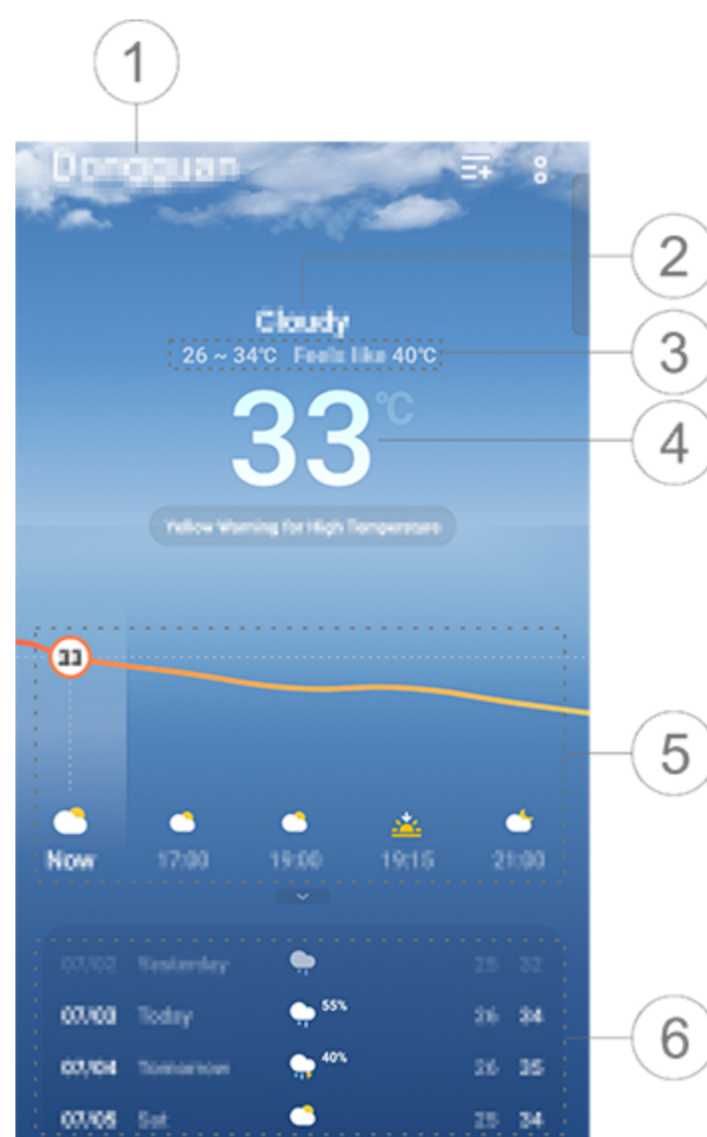 1
Dongguan
2
Cloudy
26 ~ 34°C Feels like 40°C
3
33°C
4
Yellow Warning for High Temperature
33
5
Now 17:00 19:00 19:15 21:00
07/02 Yesterday 25 32
07/03 Today 55% 26 34
6
07/04 Tomorrow 40% 26 35
07/05 Sat 25 34